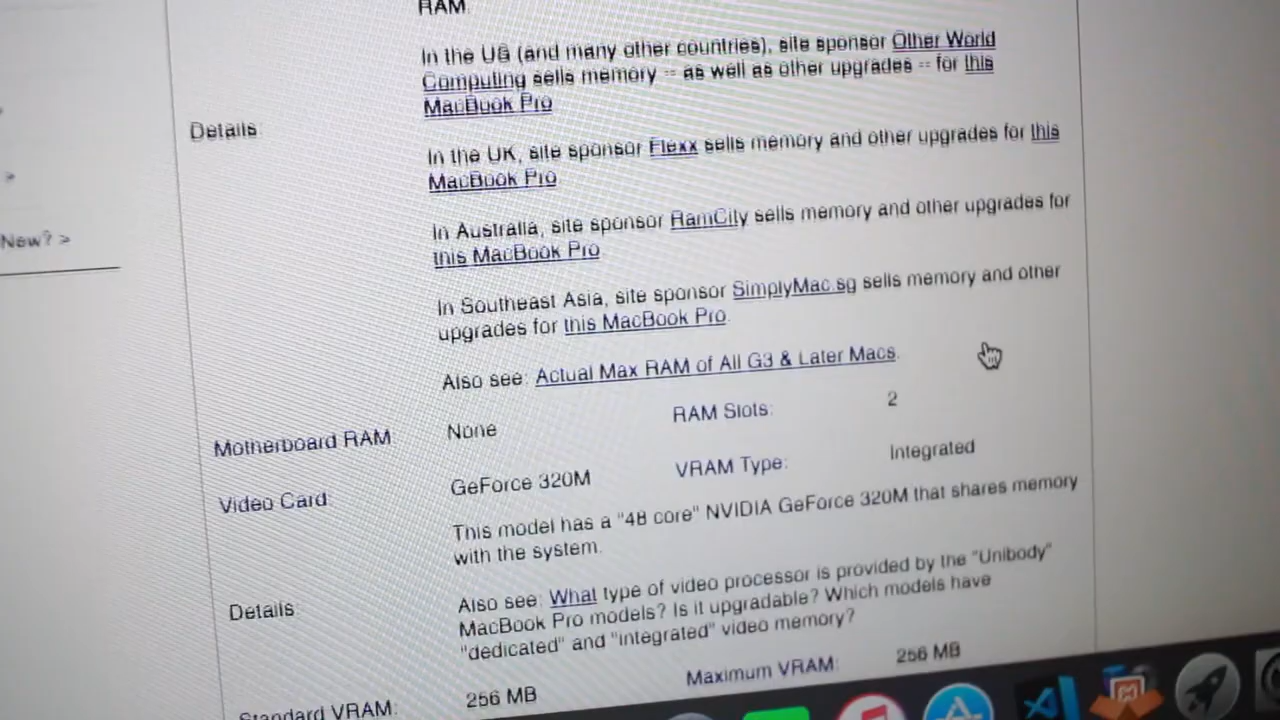 RAM.
In the US (and many other countries), site sponsor Other World
Computing sells memory -- as well as other upgrades -- for this
MacBook Pro
Details:
In the UK, site sponsor Flexx sells memory and other upgrades for this
MacBook Pro
New? >
In Australia, site sponsor RamCity sells memory and other upgrades for
this MacBook Pro
In Southeast Asia, site sponsor SimplyMac.sg sells memory and other
upgrades for this MacBook Pro.
Also see: Actual Max RAM of All G3 & Later Macs.
Motherboard RAM: None RAM Slots: 2
Video Card: GeForce 320M VRAM Type: Integrated
This model has a "48 core" NVIDIA GeForce 320M that shares memory
with the system.
Details: Also see: What type of video processor is provided by the "Unibody"
MacBook Pro models? Is it upgradable? Which models have
"dedicated" and "integrated" video memory?
Standard VRAM: 256 MB Maximum VRAM: 256 MB